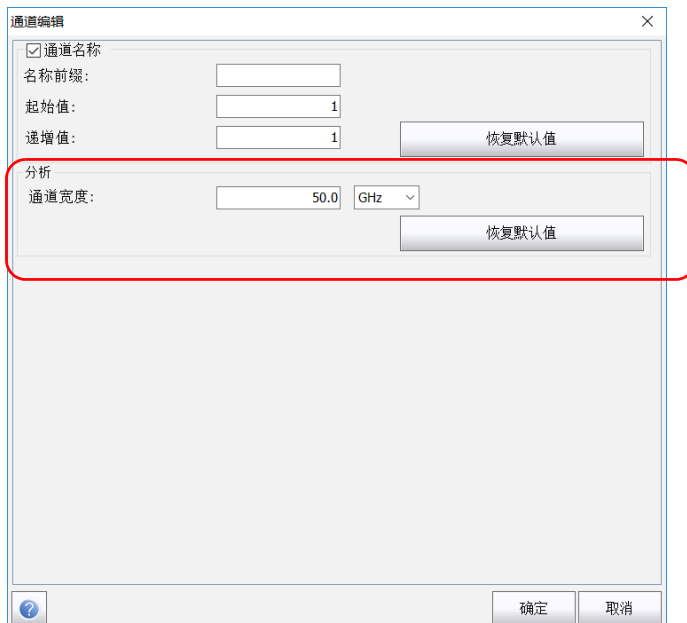 通道编辑
通道名称
名称前缀:
起始值: 1
递增值: 1 恢复默认值
分析
通道宽度: 50.0 GHz
恢复默认值
? 确定 取消